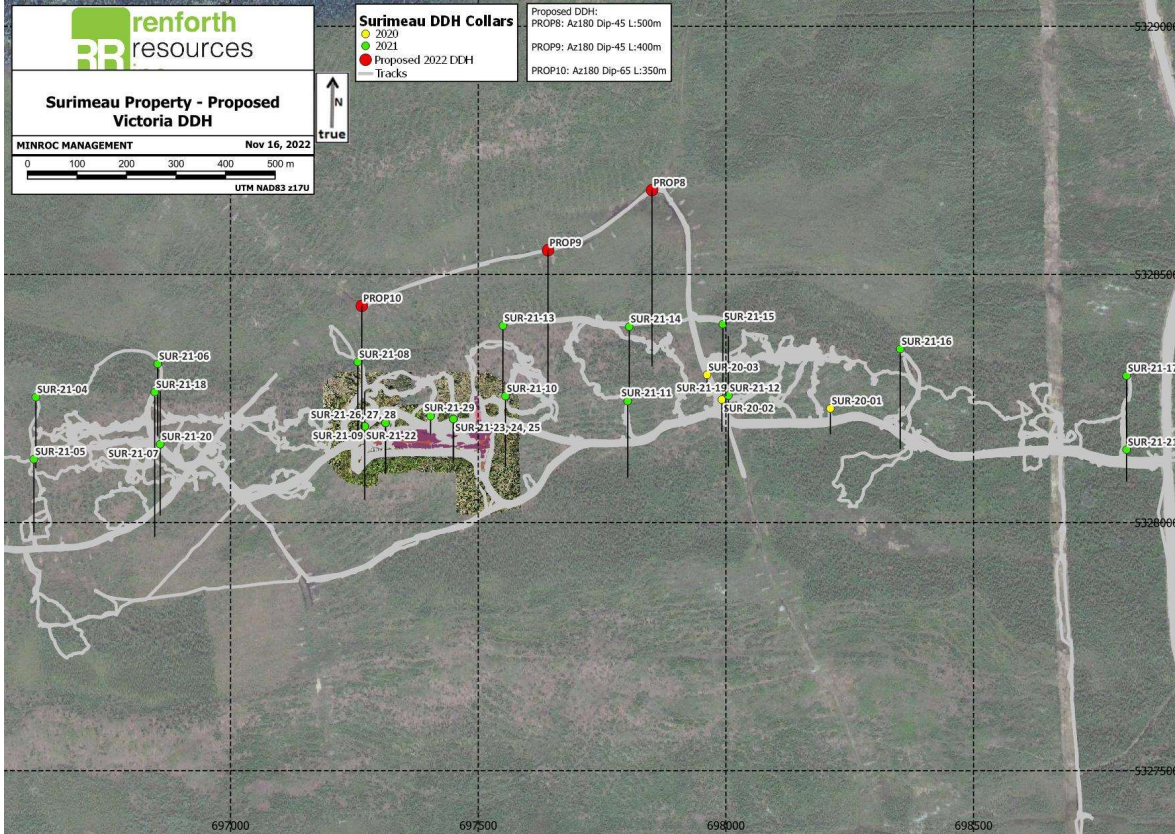 renforth
resources
Surimeau Property - Proposed
Victoria DDH
MINROC MANAGEMENT Nov 16, 2022
0 100 200 300 400 500 m
UTM NAD83 z17U
N
true
Surimeau DDH Collars
2020
2021
Proposed 2022 DDH
Tracks
Proposed DDH:
PROP8: Az180 Dip-45 L:500m
PROP9: Az180 Dip-45 L:400m
PROP10: Az180 Dip-65 L:350m
5329000
PROP8
PROP9
5328500
PROP10
SUR-21-13
SUR-21-14
SUR-21-15
SUR-21-16
SUR-21-06
SUR-21-08
SUR-20-03
SUR-21-17
SUR-21-04
SUR-21-18
SUR-21-10
SUR-21-11
SUR-21-19
SUR-21-12
SUR-20-02
SUR-20-01
SUR-21-26, 27, 28
SUR-21-29
SUR-21-23, 24, 25
SUR-21-09
SUR-21-22
SUR-21-20
SUR-21-07
SUR-21-05
5328000
5327500
697000
697500
698000
698500